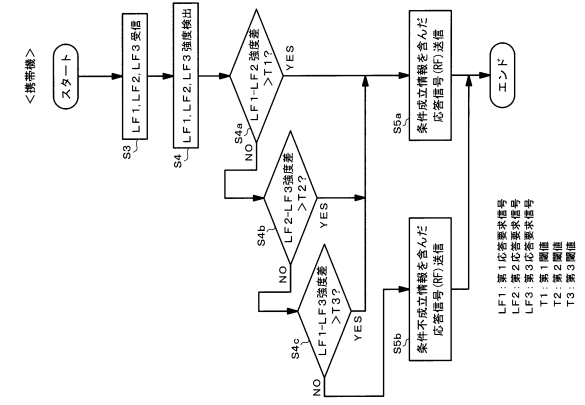 ＜携帯機＞
スタート
S3
LF1, LF2, LF3 受信
S4
LF1, LF2, LF3 強度検出
S4a
LF1-LF2 強度差
＞T1？
YES
NO
S4b
LF2-LF3強度差
＞T2？
YES
NO
S4c
LF1-LF3強度差
＞T3？
YES
NO
S5a
条件成立情報を含んだ
応答信号(RF)送信
S5b
条件不成立情報を含んだ
応答信号(RF)送信
エンド
LF1：第1応答要求信号
LF2：第2応答要求信号
LF3：第3応答要求信号
T1：第1閾値
T2：第2閾値
T3：第3閾値